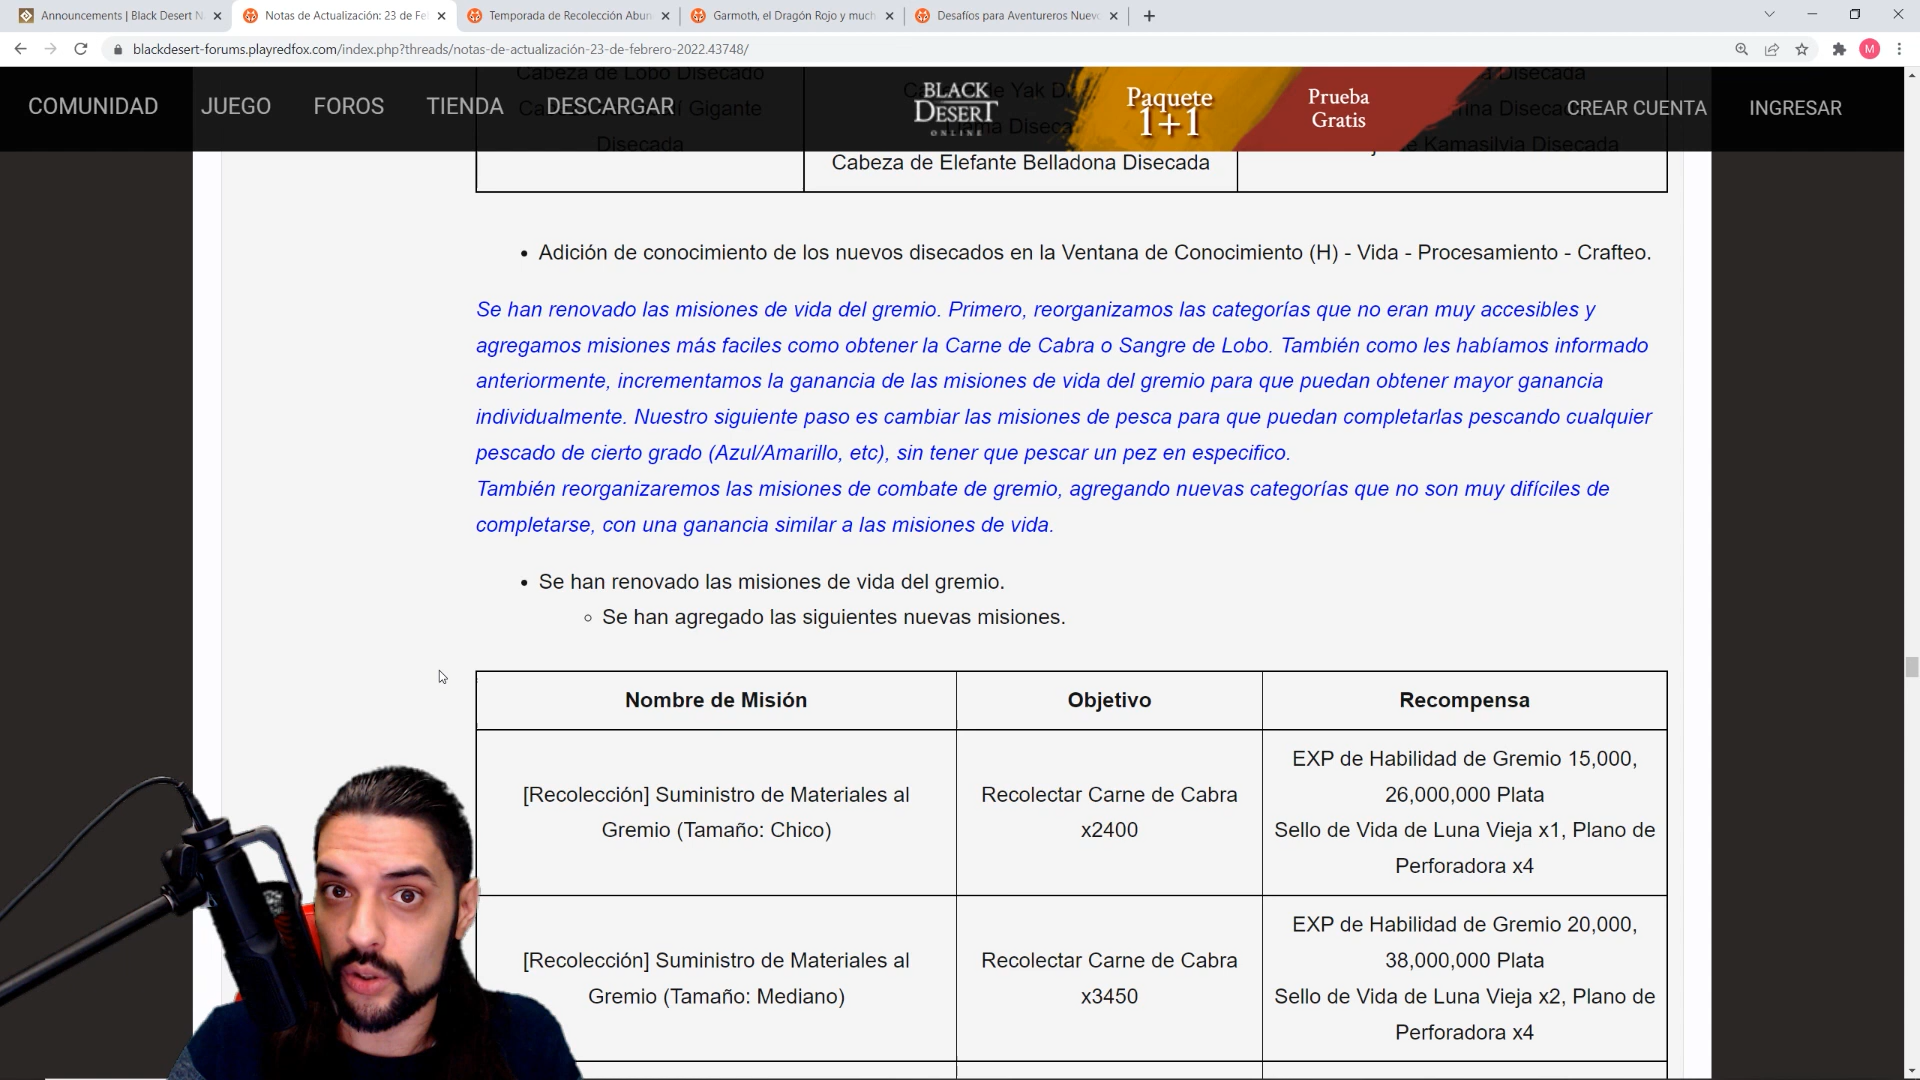 Announcements | Black Desert N
Notas de Actualización: 23 de Fe
Temporada de Recolección Abun
Garmoth, el Dragón Rojo y much
Desafíos para Aventureros Nuevo
blackdesert-forums.playredfox.com/index.php?threads/notas-de-actualización-23-de-febrero-2022.43748/
M
COMUNIDAD
JUEGO
FOROS
TIENDA
DESCARGAR
BLACK
DESERT
ONLINE
Paquete
1+1
Prueba
Gratis
CREAR CUENTA
INGRESAR
Cabeza de Lobo Disecado
Gigante
Disecada
de Kamasilvia Disecada
Cabeza de Elefante Belladona Disecada
• Adición de conocimiento de los nuevos disecados en la Ventana de Conocimiento (H) - Vida - Procesamiento - Crafteo.
Se han renovado las misiones de vida del gremio. Primero, reorganizamos las categorías que no eran muy accesibles y
agregamos misiones más faciles como obtener la Carne de Cabra o Sangre de Lobo. También como les habíamos informado
anteriormente, incrementamos la ganancia de las misiones de vida del gremio para que puedan obtener mayor ganancia
individualmente. Nuestro siguiente paso es cambiar las misiones de pesca para que puedan completarlas pescando cualquier
pescado de cierto grado (Azul/Amarillo, etc), sin tener que pescar un pez en especifico.
También reorganizaremos las misiones de combate de gremio, agregando nuevas categorías que no son muy difíciles de
completarse, con una ganancia similar a las misiones de vida.
• Se han renovado las misiones de vida del gremio.
◦ Se han agregado las siguientes nuevas misiones.
Nombre de Misión
Objetivo
Recompensa
[Recolección] Suministro de Materiales al
Gremio (Tamaño: Chico)
Recolectar Carne de Cabra
x2400
EXP de Habilidad de Gremio 15,000,
26,000,000 Plata
Sello de Vida de Luna Vieja x1, Plano de
Perforadora x4
[Recolección] Suministro de Materiales al
Gremio (Tamaño: Mediano)
Recolectar Carne de Cabra
x3450
EXP de Habilidad de Gremio 20,000,
38,000,000 Plata
Sello de Vida de Luna Vieja x2, Plano de
Perforadora x4